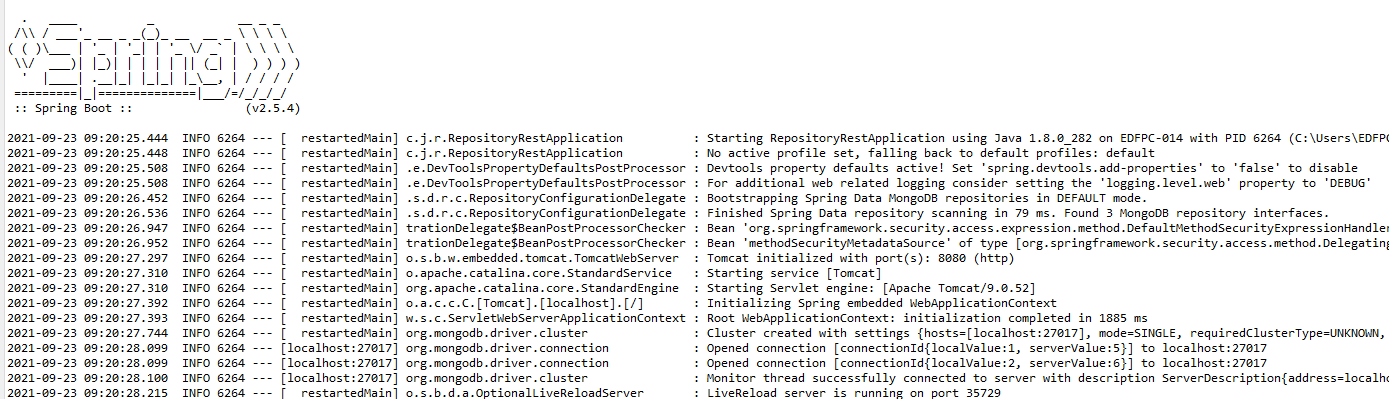 .   ____          _            __ _ _
 /\\ / ___'_ __ _ _(_)_ __  __ _ \ \ \ \
( ( )\___ | '_ | '_| | '_ \/ _` | \ \ \ \
 \\/  ___)| |_)| | | | | || (_| |  ) ) ) )
  '  |____| .__|_| |_|_| |_\__, | / / / /
 =========|_|==============|___/=/_/_/_/
 :: Spring Boot ::                (v2.5.4)
2021-09-23 09:20:25.444  INFO 6264 --- [  restartedMain] c.j.r.RepositoryRestApplication          : Starting RepositoryRestApplication using Java 1.8.0_282 on EDFPC-014 with PID 6264 (C:\Users\EDFPC
2021-09-23 09:20:25.448  INFO 6264 --- [  restartedMain] c.j.r.RepositoryRestApplication          : No active profile set, falling back to default profiles: default
2021-09-23 09:20:25.508  INFO 6264 --- [  restartedMain] .e.DevToolsPropertyDefaultsPostProcessor : Devtools property defaults active! Set 'spring.devtools.add-properties' to 'false' to disable
2021-09-23 09:20:25.508  INFO 6264 --- [  restartedMain] .e.DevToolsPropertyDefaultsPostProcessor : For additional web related logging consider setting the 'logging.level.web' property to 'DEBUG'
2021-09-23 09:20:26.452  INFO 6264 --- [  restartedMain] .s.d.r.c.RepositoryConfigurationDelegate : Bootstrapping Spring Data MongoDB repositories in DEFAULT mode.
2021-09-23 09:20:26.536  INFO 6264 --- [  restartedMain] .s.d.r.c.RepositoryConfigurationDelegate : Finished Spring Data repository scanning in 79 ms. Found 3 MongoDB repository interfaces.
2021-09-23 09:20:26.947  INFO 6264 --- [  restartedMain] trationDelegate$BeanPostProcessorChecker : Bean 'org.springframework.security.access.expression.method.DefaultMethodSecurityExpressionHandler
2021-09-23 09:20:26.952  INFO 6264 --- [  restartedMain] trationDelegate$BeanPostProcessorChecker : Bean 'methodSecurityMetadataSource' of type [org.springframework.security.access.method.Delegating
2021-09-23 09:20:27.297  INFO 6264 --- [  restartedMain] o.s.b.w.embedded.tomcat.TomcatWebServer  : Tomcat initialized with port(s): 8080 (http)
2021-09-23 09:20:27.310  INFO 6264 --- [  restartedMain] o.apache.catalina.core.StandardService   : Starting service [Tomcat]
2021-09-23 09:20:27.310  INFO 6264 --- [  restartedMain] org.apache.catalina.core.StandardEngine  : Starting Servlet engine: [Apache Tomcat/9.0.52]
2021-09-23 09:20:27.392  INFO 6264 --- [  restartedMain] o.a.c.c.C.[Tomcat].[localhost].[/]       : Initializing Spring embedded WebApplicationContext
2021-09-23 09:20:27.393  INFO 6264 --- [  restartedMain] w.s.c.ServletWebServerApplicationContext : Root WebApplicationContext: initialization completed in 1885 ms
2021-09-23 09:20:27.744  INFO 6264 --- [  restartedMain] org.mongodb.driver.cluster               : Cluster created with settings {hosts=[localhost:27017], mode=SINGLE, requiredClusterType=UNKNOWN,
2021-09-23 09:20:28.099  INFO 6264 --- [localhost:27017] org.mongodb.driver.connection            : Opened connection [connectionId{localValue:1, serverValue:5}] to localhost:27017
2021-09-23 09:20:28.099  INFO 6264 --- [localhost:27017] org.mongodb.driver.connection            : Opened connection [connectionId{localValue:2, serverValue:6}] to localhost:27017
2021-09-23 09:20:28.100  INFO 6264 --- [localhost:27017] org.mongodb.driver.cluster               : Monitor thread successfully connected to server with description ServerDescription{address=localho
2021-09-23 09:20:28.215  INFO 6264 --- [  restartedMain] o.s.b.d.a.OptionalLiveReloadServer       : LiveReload server is running on port 35729